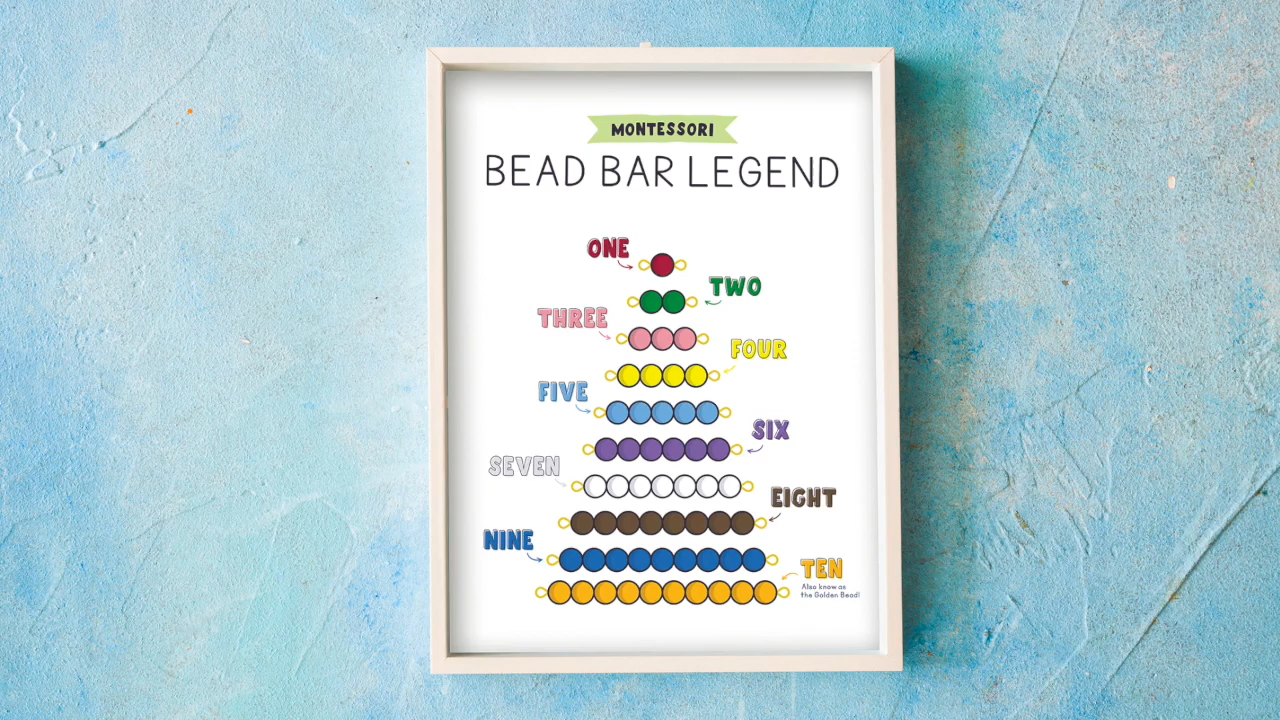 MONTESSORI
BEAD BAR LEGEND
ONE
TWO
THREE
FOUR
FIVE
SIX
SEVEN
EIGHT
NINE
TEN
Also know as
the Golden Bead!